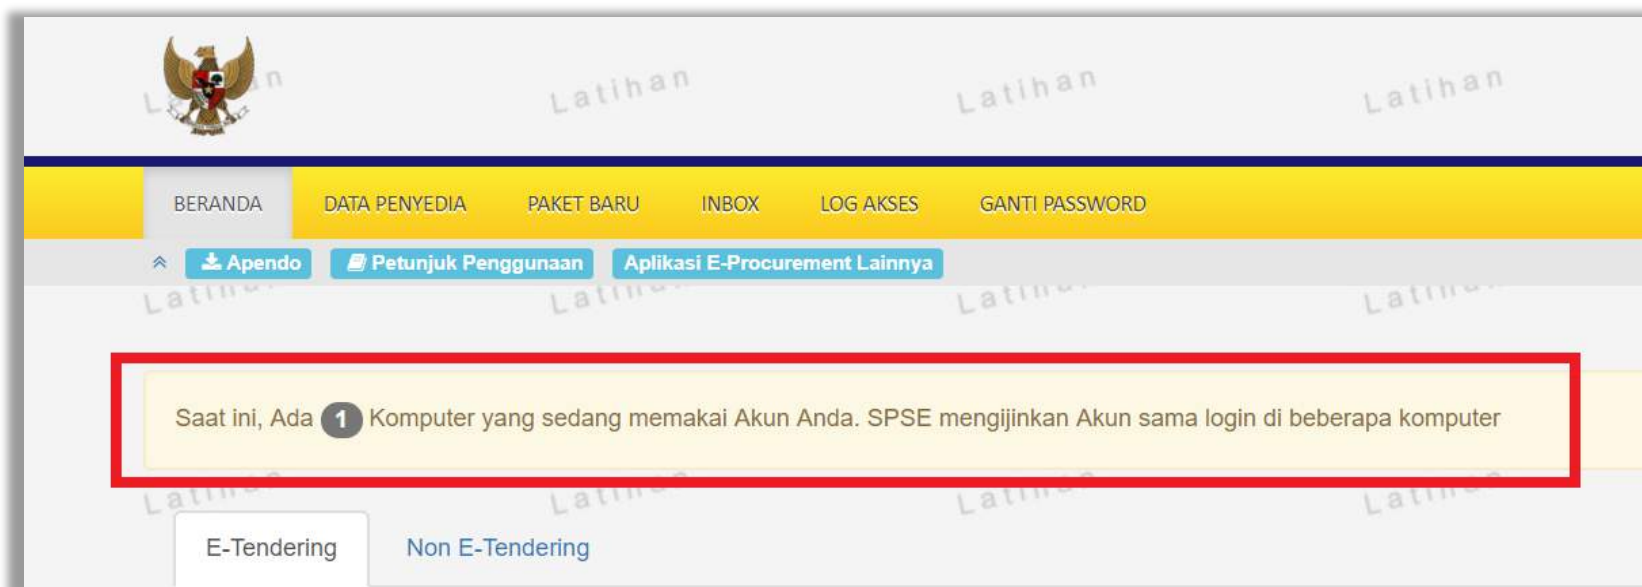 Latihan Latihan Latihan
BERANDA DATA PENYEDIA PAKET BARU INBOX LOG AKSES GANTI PASSWORD
Apendo Petunjuk Penggunaan Aplikasi E-Procurement Lainnya
Saat ini, Ada 1 Komputer yang sedang memakai Akun Anda. SPSE mengijinkan Akun sama login di beberapa komputer
E-Tendering Non E-Tendering